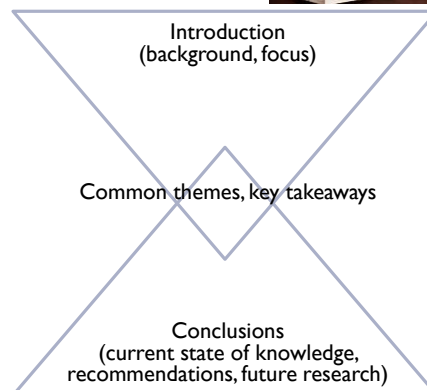 Introduction
(background, focus)
Common themes, key takeaways
Conclusions
(current state of knowledge,
recommendations, future research)